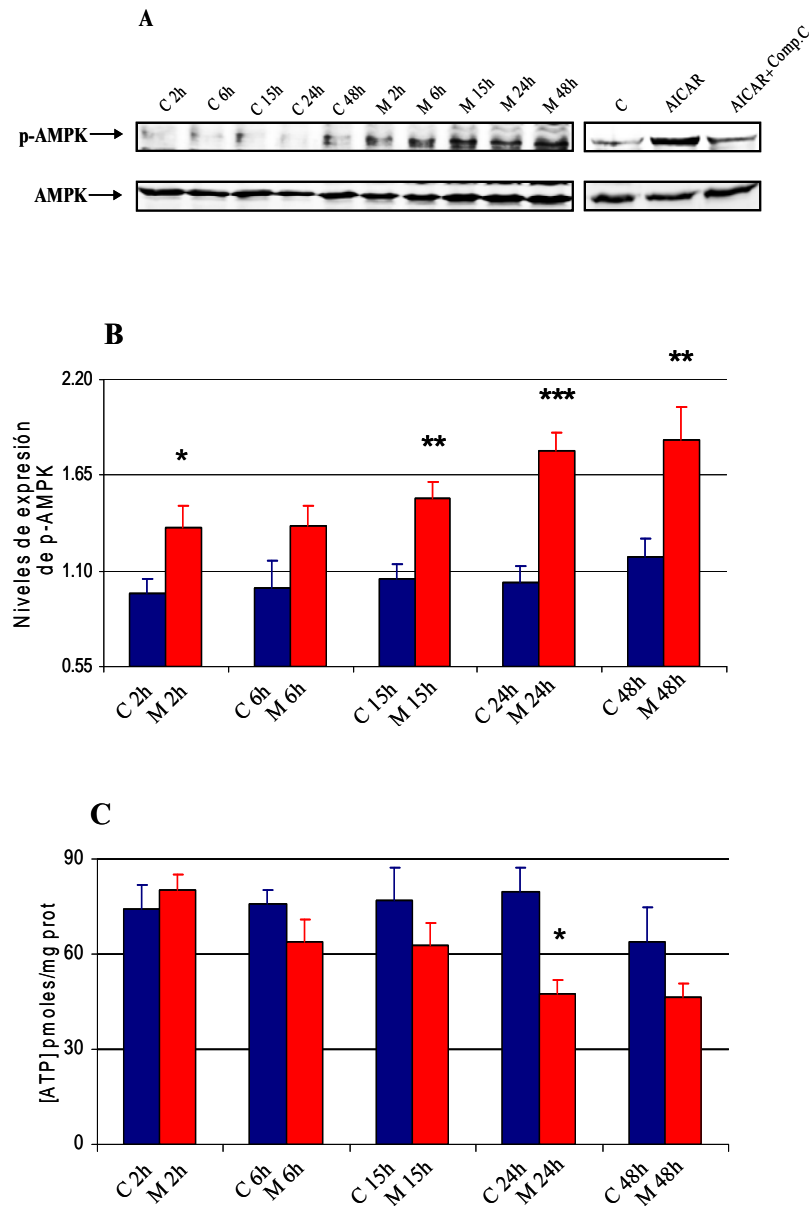 A
C 2h
C 6h
C 15h
C 24h
C 48h
M 2h
M 6h
M 15h
M 24h
M 48h
C
AICAR
AICAR+Comp.C
p-AMPK
AMPK
B
Niveles de expresión
de p-AMPK
2.20
1.65
1.10
0.55
*
**
***
**
C 2h
M 2h
C 6h
M 6h
C 15h
M 15h
C 24h
M 24h
C 48h
M 48h
C
[ATP] pmoles/mg prot
90
60
30
0
*
C 2h
M 2h
C 6h
M 6h
C 15h
M 15h
C 24h
M 24h
C 48h
M 48h